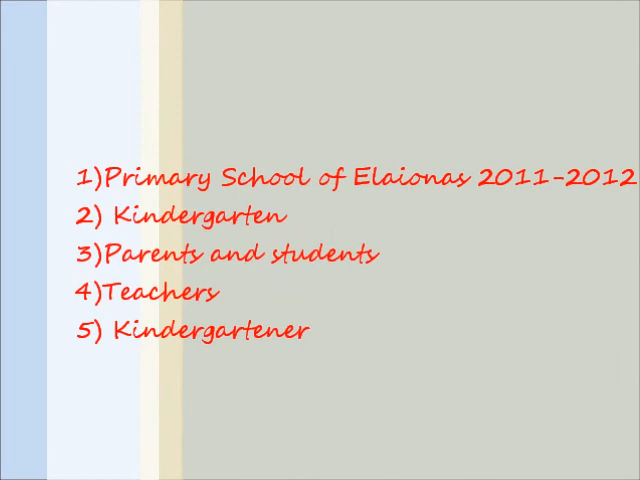 1)Primary School of Elaionas 2011-2012
2) Kindergarten
3)Parents and students
4)Teachers
5) Kindergartener